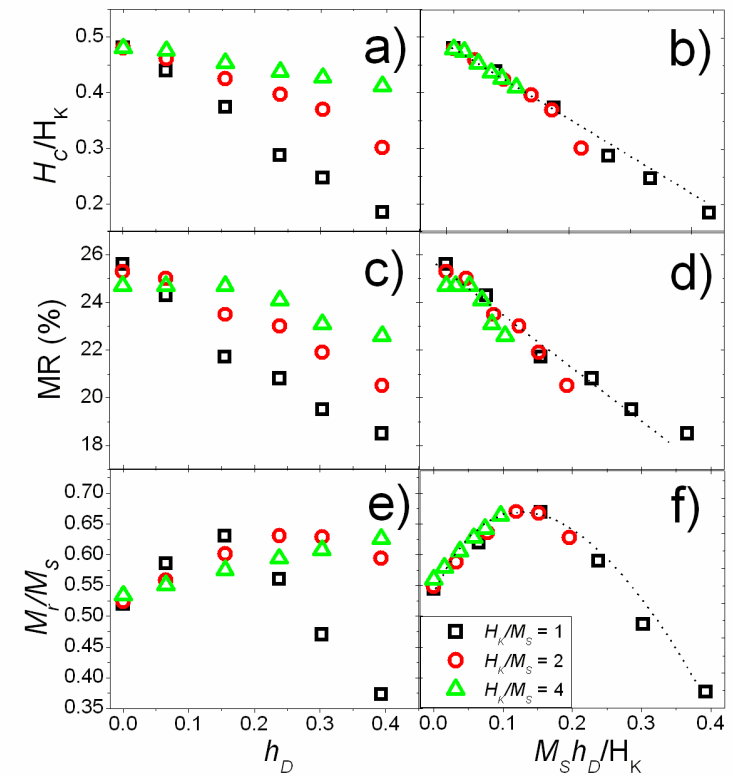 0.5
0.4
0.3
0.2
H_C/H_K
a)
b)
26
24
22
20
18
MR (%)
c)
d)
0.70
0.65
0.60
0.55
0.50
0.45
0.40
0.35
M_r/M_S
e)
f)
H_K/M_S = 1
H_K/M_S = 2
H_K/M_S = 4
0.0 0.1 0.2 0.3 0.4 0.0 0.1 0.2 0.3 0.4
h_D M_S h_D/H_K